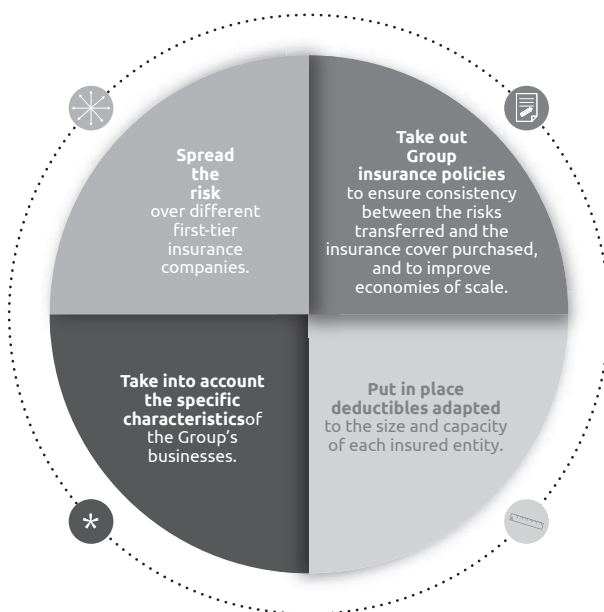 Spread
the
risk
over different
first-tier
insurance
companies.
Take out
Group
insurance policies
to ensure consistency
between the risks
transferred and the
insurance cover purchased,
and to improve
economies of scale.
Take into account
the specific
characteristicsof
the Group’s
businesses.
Put in place
deductibles adapted
to the size and capacity
of each insured entity.
*